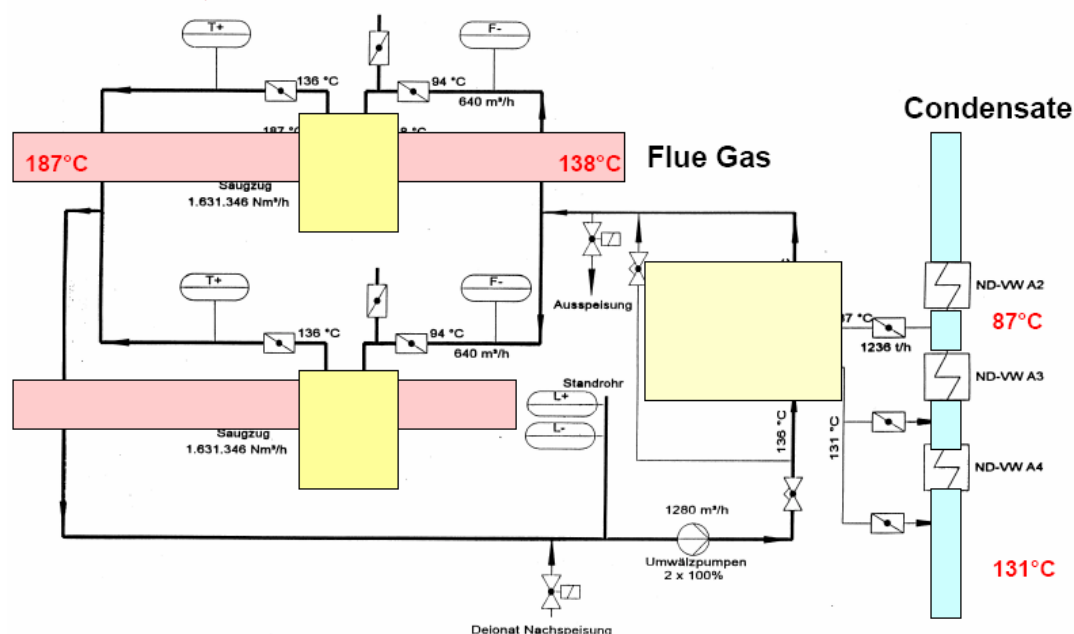 T+
F-
136 °C
94 °C
640 m³/h
Condensate
187°C
138°C
Flue Gas
Saugzug
1.631.346 Nm³/h
T+
F-
Ausspeisung
ND-VW A2
87°C
136 °C
94 °C
640 m³/h
1236 t/h
ND-VW A3
Standrohr
L+
L-
136 °C
131 °C
Saugzug
1.631.346 Nm³/h
ND-VW A4
1280 m³/h
Umwälzpumpen
2 x 100%
131°C
Deionat Nachspeisung